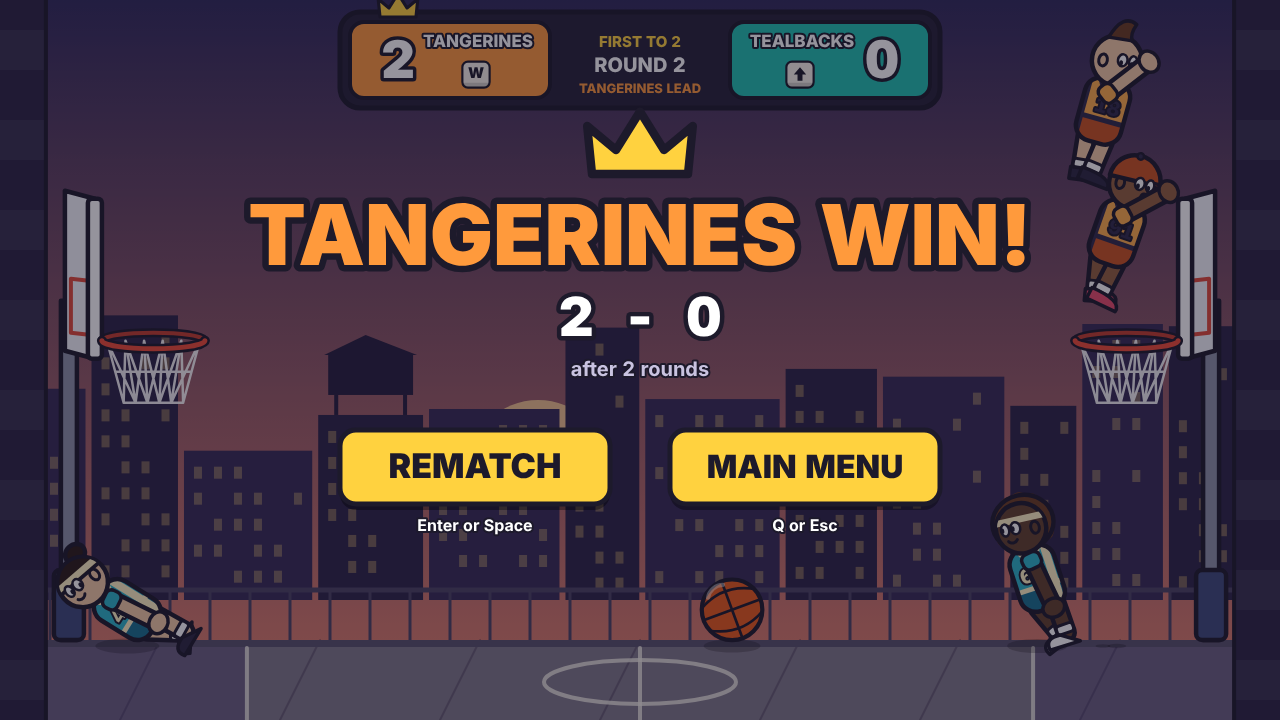 2 TANGERINES
W
FIRST TO 2
ROUND 2
TANGERINES LEAD
TEALBACKS 0
TANGERINES WIN!
2 - 0
after 2 rounds
REMATCH
MAIN MENU
Enter or Space
Q or Esc